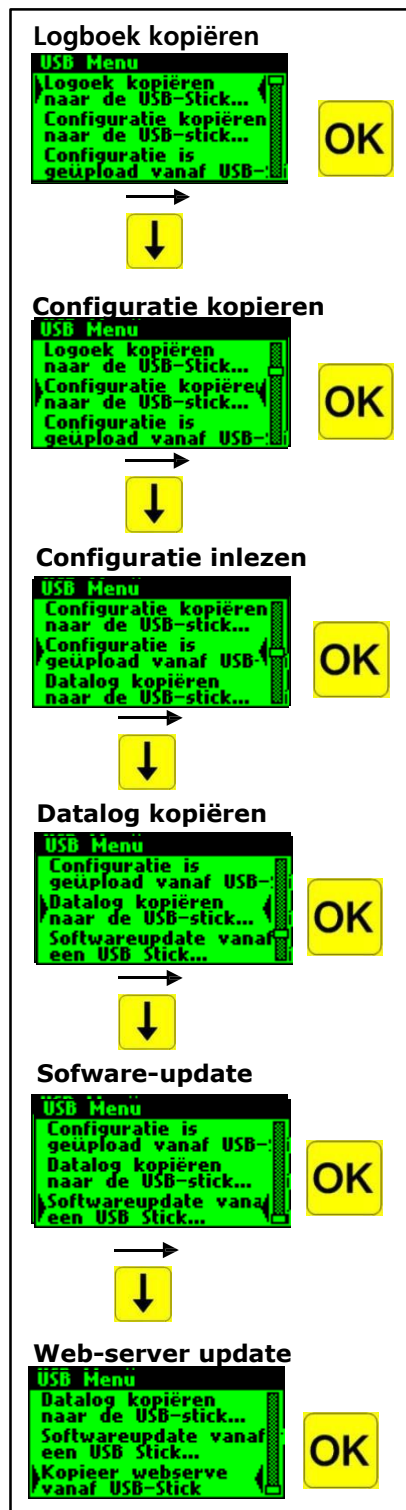 Logboek kopiëren
USB Menu
Logoek kopiëren
naar de USB-Stick...
Configuratie kopiëren
naar de USB-stick...
Configuratie is
geüpload vanaf USB-
OK
Configuratie kopieren
USB Menu
Logoek kopiëren
naar de USB-Stick...
Configuratie kopiëre
naar de USB-stick...
Configuratie is
geüpload vanaf USB-
OK
Configuratie inlezen
USB Menu
Configuratie kopiëren
naar de USB-stick...
Configuratie is
geüpload vanaf USB-
Datalog kopiëren
naar de USB-stick...
OK
Datalog kopiëren
USB Menu
Configuratie is
geüpload vanaf USB-
Datalog kopiëren
naar de USB-stick...
Softwareupdate vanaf
een USB Stick...
OK
Sofware-update
USB Menu
Configuratie is
geüpload vanaf USB-
Datalog kopiëren
naar de USB-stick...
Softwareupdate vana
een USB Stick...
OK
Web-server update
USB Menu
Datalog kopiëren
naar de USB-stick...
Softwareupdate vanaf
een USB Stick...
Kopieer webserve
vanaf USB-Stick
OK